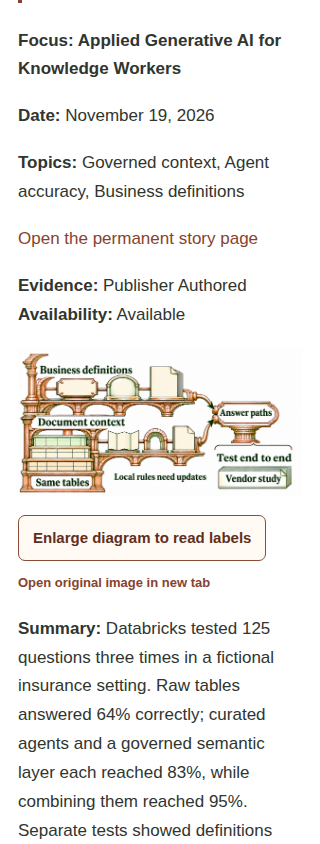 Focus: Applied Generative AI for
Knowledge Workers
Date: November 19, 2026
Topics: Governed context, Agent
accuracy, Business definitions
Open the permanent story page
Evidence: Publisher Authored
Availability: Available
Business definitions
Answer paths
Document context
Test end to end
Same tables
Local rules need updates
Vendor study
Enlarge diagram to read labels
Open original image in new tab
Summary: Databricks tested 125
questions three times in a fictional
insurance setting. Raw tables
answered 64% correctly; curated
agents and a governed semantic
layer each reached 83%, while
combining them reached 95%.
Separate tests showed definitions